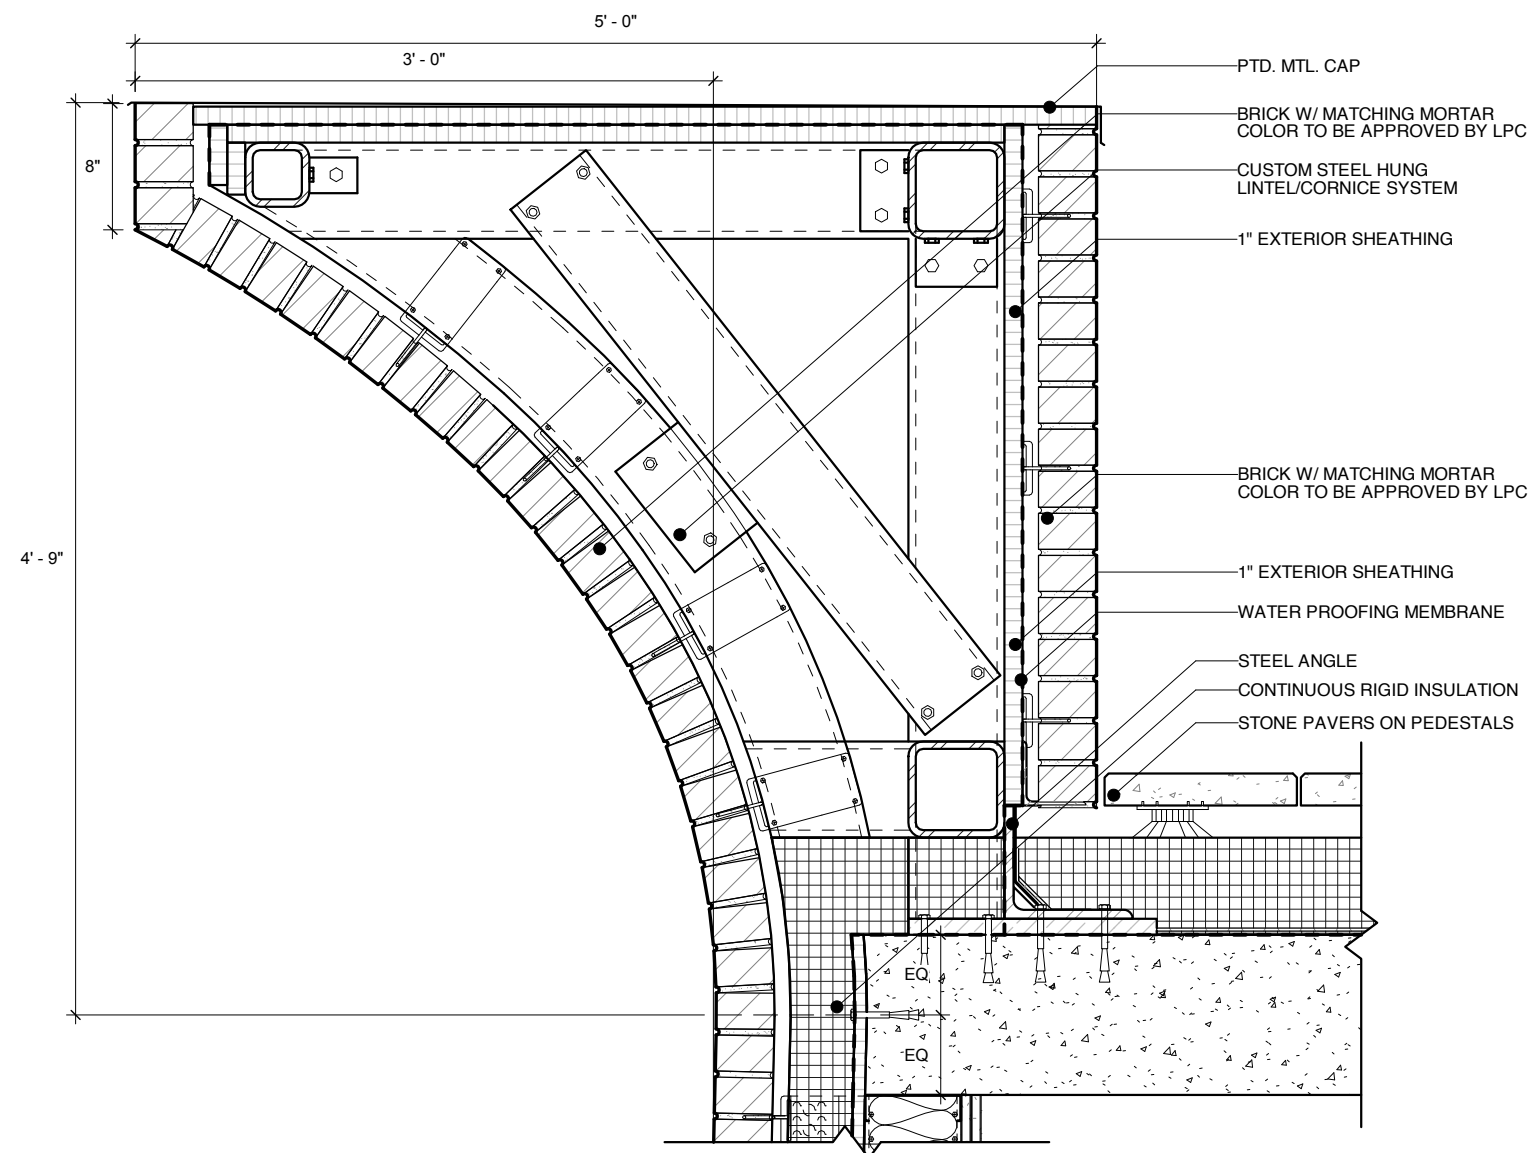 5' - 0"
3' - 0"
8"
4' - 9"
PTD. MTL. CAP
BRICK W/ MATCHING MORTAR
COLOR TO BE APPROVED BY LPC
CUSTOM STEEL HUNG
LINTEL/CORNICE SYSTEM
1" EXTERIOR SHEATHING
BRICK W/ MATCHING MORTAR
COLOR TO BE APPROVED BY LPC
1" EXTERIOR SHEATHING
WATER PROOFING MEMBRANE
STEEL ANGLE
CONTINUOUS RIGID INSULATION
STONE PAVERS ON PEDESTALS
EQ
EQ